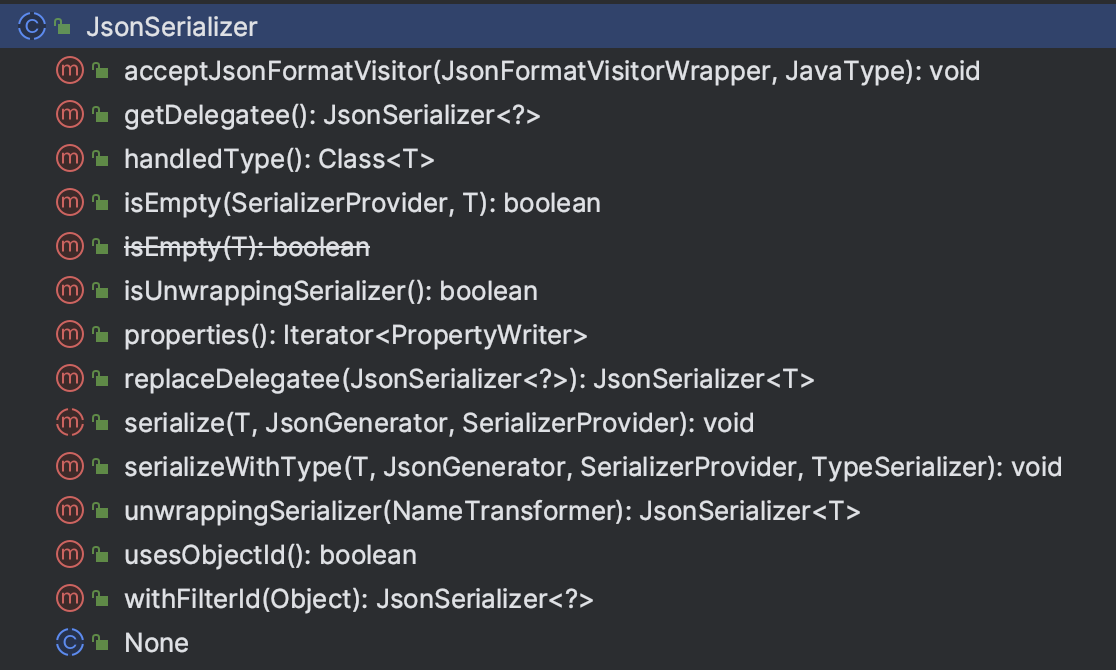 JsonSerializer
acceptJsonFormatVisitor(JsonFormatVisitorWrapper, JavaType): void
getDelegatee(): JsonSerializer<?>
handledType(): Class<T>
isEmpty(SerializerProvider, T): boolean
isEmpty(T): boolean
isUnwrappingSerializer(): boolean
properties(): Iterator<PropertyWriter>
replaceDelegatee(JsonSerializer<?>): JsonSerializer<T>
serialize(T, JsonGenerator, SerializerProvider): void
serializeWithType(T, JsonGenerator, SerializerProvider, TypeSerializer): void
unwrappingSerializer(NameTransformer): JsonSerializer<T>
usesObjectId(): boolean
withFilterId(Object): JsonSerializer<?>
None